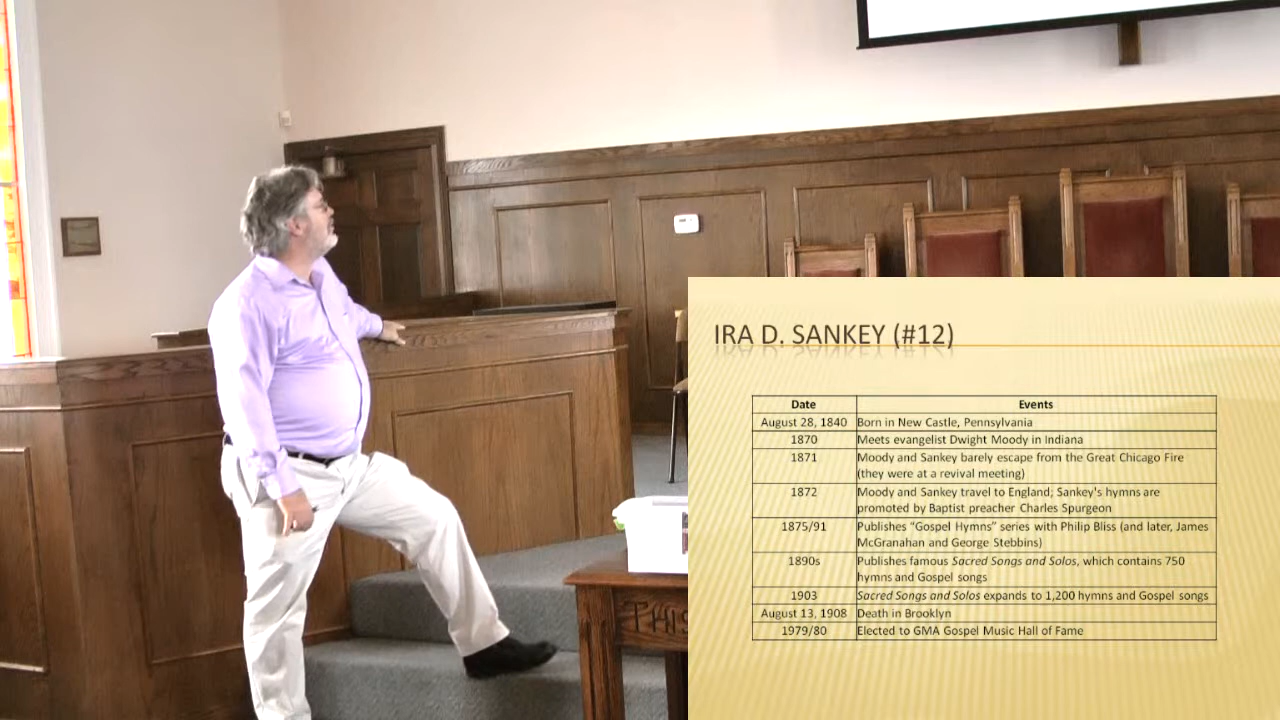 IRA D. SANKEY (#12)
Date Events
August 28, 1840 Born in New Castle, Pennsylvania
1870 Meets evangelist Dwight Moody in Indiana
1871 Moody and Sankey barely escape from the Great Chicago Fire
(they were at a revival meeting)
1872 Moody and Sankey travel to England; Sankey's hymns are
promoted by Baptist preacher Charles Spurgeon
1875/91 Publishes “Gospel Hymns” series with Philip Bliss (and later, James
McGranahan and George Stebbins)
1890s Publishes famous Sacred Songs and Solos, which contains 750
hymns and Gospel songs
1903 Sacred Songs and Solos expands to 1,200 hymns and Gospel songs
August 13, 1908 Death in Brooklyn
1979/80 Elected to GMA Gospel Music Hall of Fame
THIS